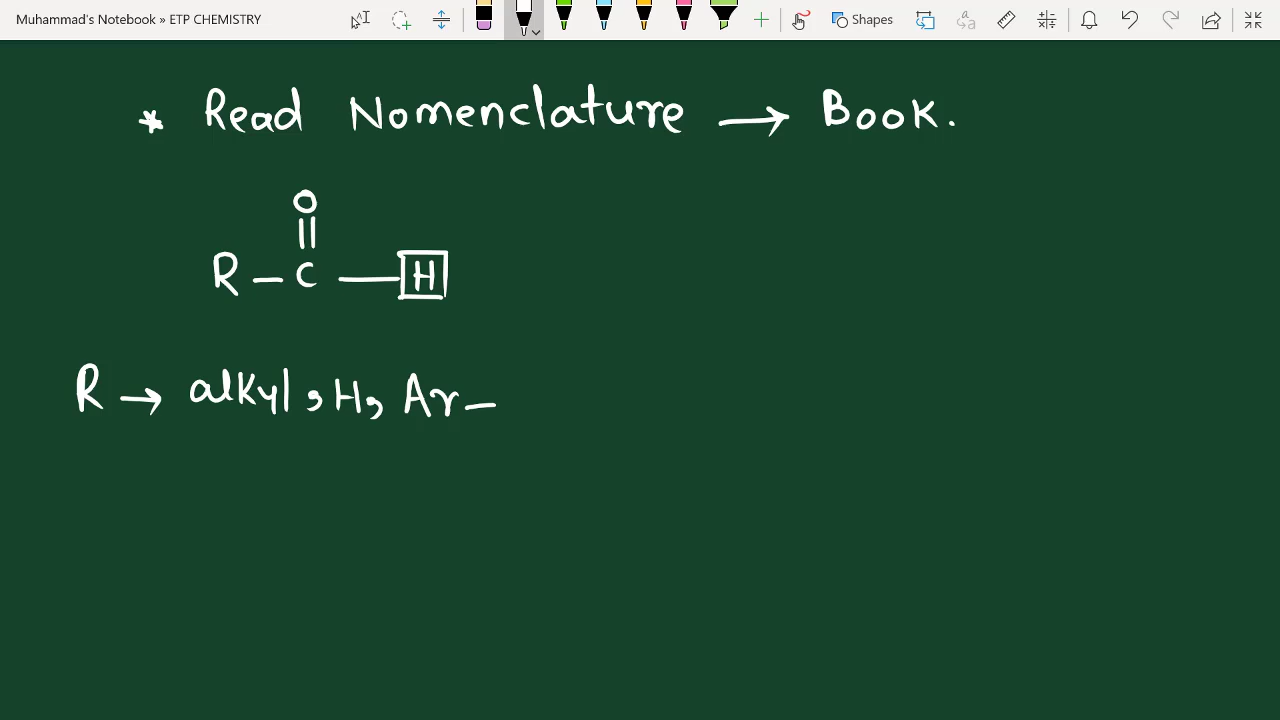 Muhammad's Notebook » ETP CHEMISTRY
Shapes
* Read Nomenclature → Book.
O
||
R — C — H
R → alkyl, H, Ar —